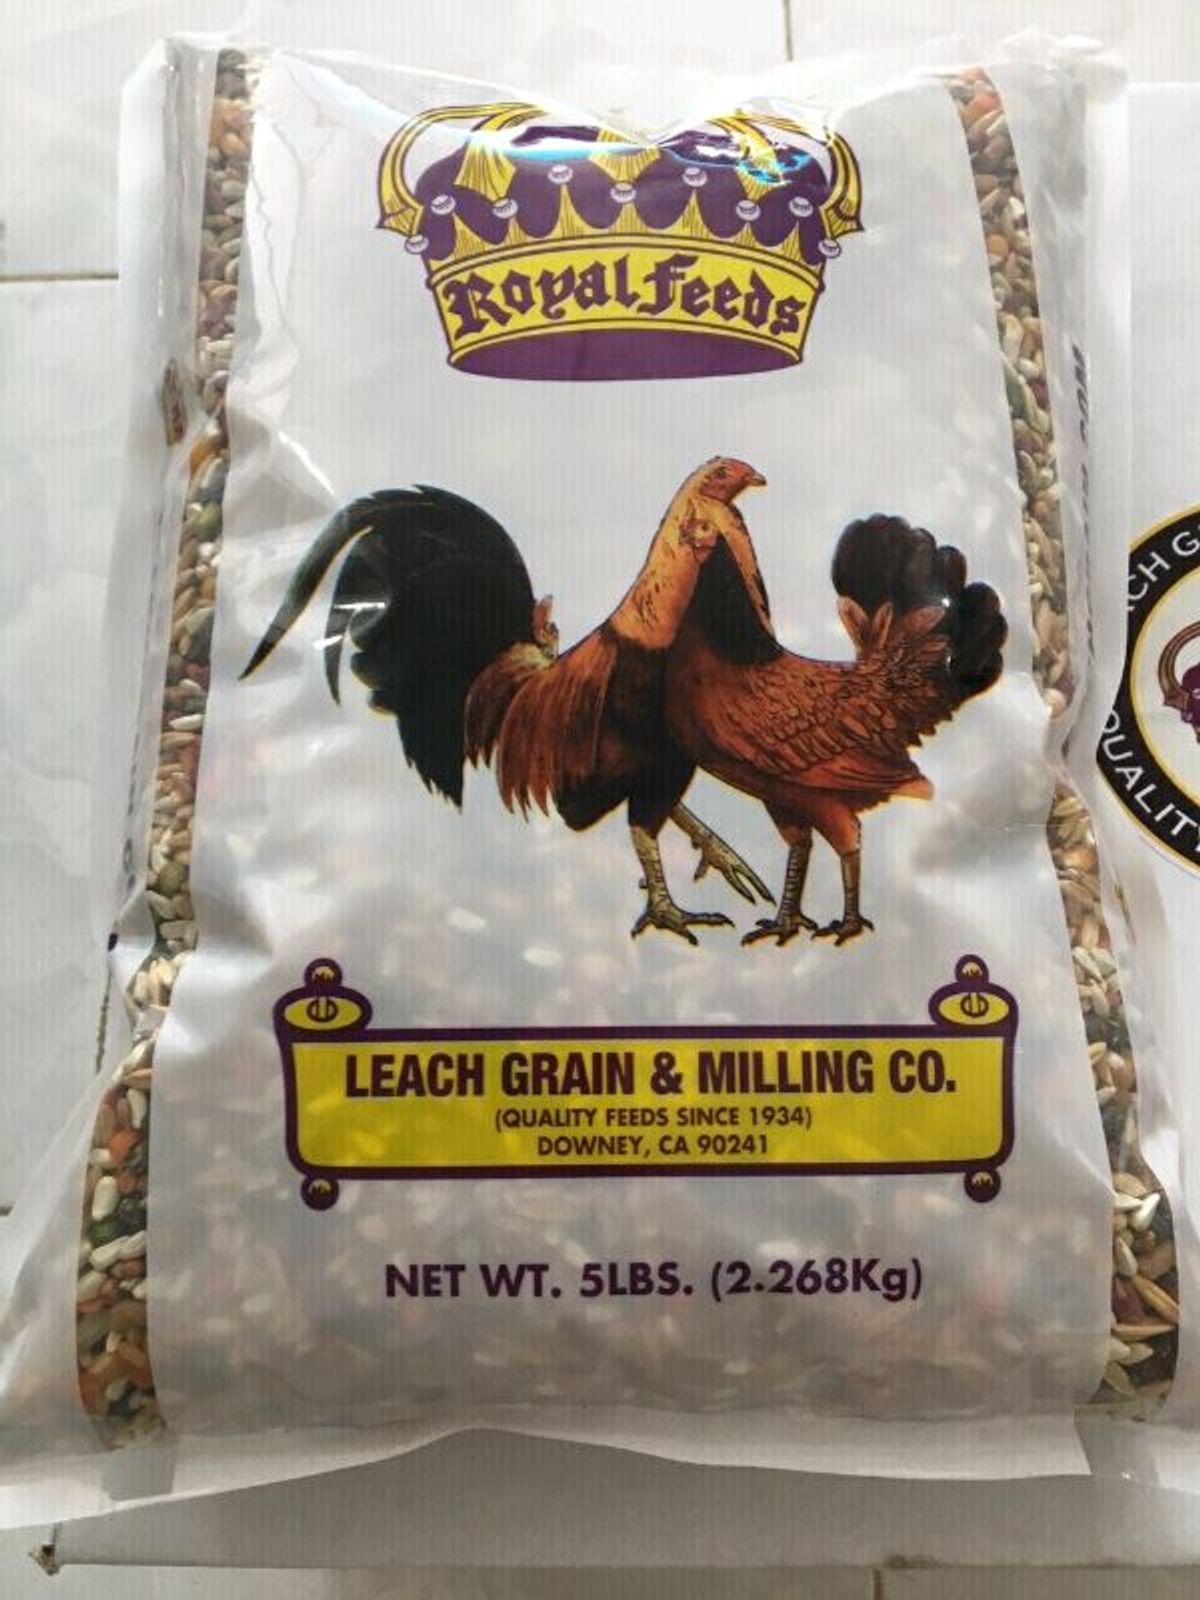 Royal Feeds
LEACH GRAIN & MILLING CO.
(QUALITY FEEDS SINCE 1934)
DOWNEY, CA 90241
NET WT. 5LBS. (2.268Kg)